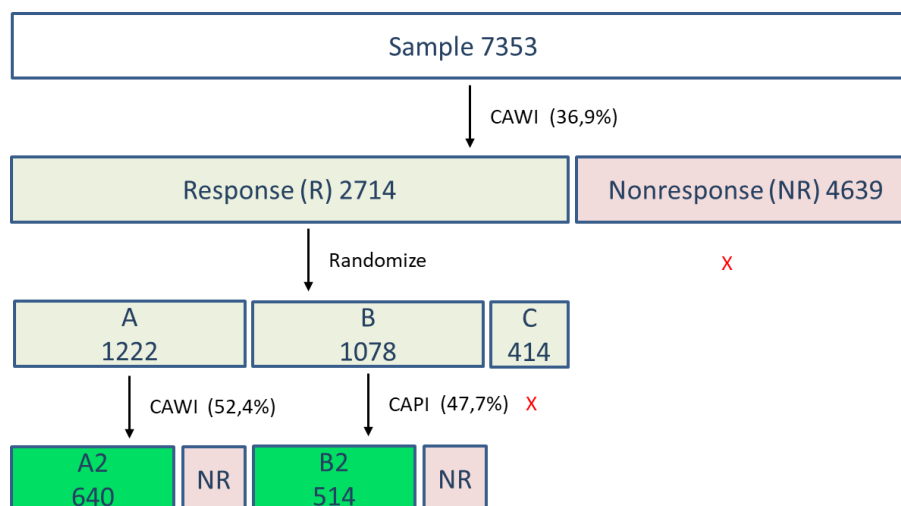 Sample 7353
CAWI (36,9%)
Response (R) 2714
Nonresponse (NR) 4639
Randomize
X
A
1222
B
1078
C
414
CAWI (52,4%)
CAPI (47,7%) X
A2
640
NR
B2
514
NR